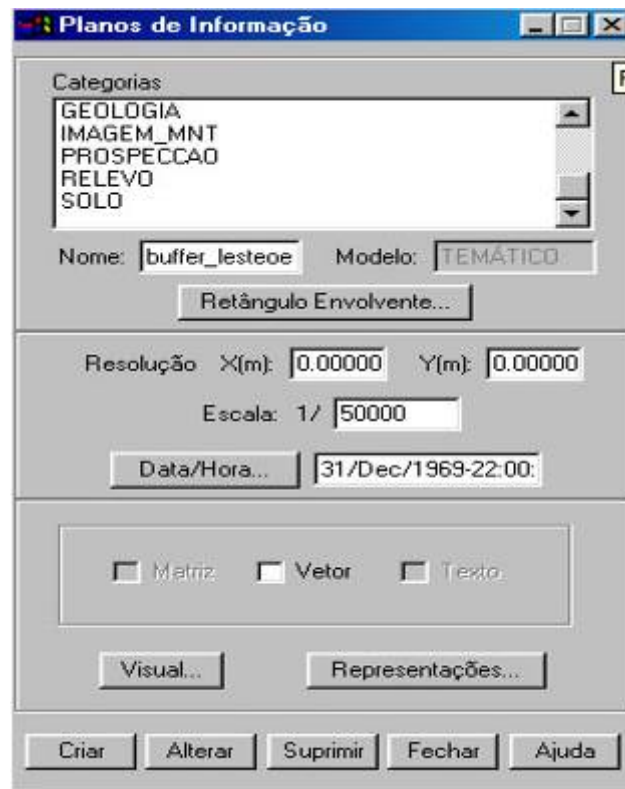 Planos de Informação
Categorias
GEOLOGIA
IMAGEM_MNT
PROSPECCAO
RELEVO
SOLO
Nome: buffer_lesteoe Modelo: TEMÁTICO
Retângulo Envolvente...
Resolução X(m): 0.00000 Y(m): 0.00000
Escala: 1/ 50000
Data/Hora... 31/Dec/1969-22:00:
Matriz Vetor Texto
Visual... Representações...
Criar Alterar Suprimir Fechar Ajuda